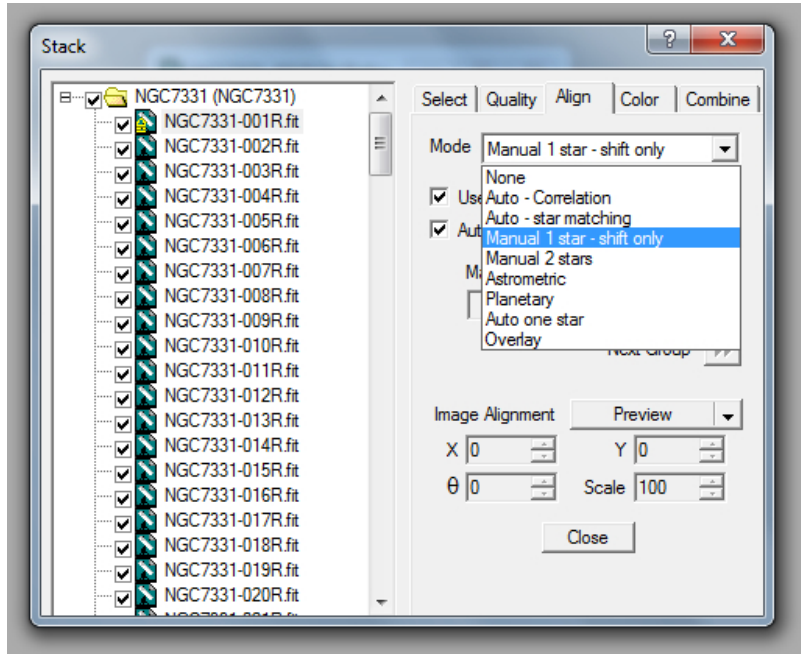 Stack
NGC7331 (NGC7331)
NGC7331-001R.fit
NGC7331-002R.fit
NGC7331-003R.fit
NGC7331-004R.fit
NGC7331-005R.fit
NGC7331-006R.fit
NGC7331-007R.fit
NGC7331-008R.fit
NGC7331-009R.fit
NGC7331-010R.fit
NGC7331-011R.fit
NGC7331-012R.fit
NGC7331-013R.fit
NGC7331-014R.fit
NGC7331-015R.fit
NGC7331-016R.fit
NGC7331-017R.fit
NGC7331-018R.fit
NGC7331-019R.fit
NGC7331-020R.fit
Select Quality Align Color Combine
Mode Manual 1 star - shift only
None
Auto - Correlation
Auto - star matching
Manual 1 star - shift only
Manual 2 stars
Astrometric
Planetary
Auto one star
Overlay
Image Alignment Preview
X 0 Y 0
θ 0 Scale 100
Close